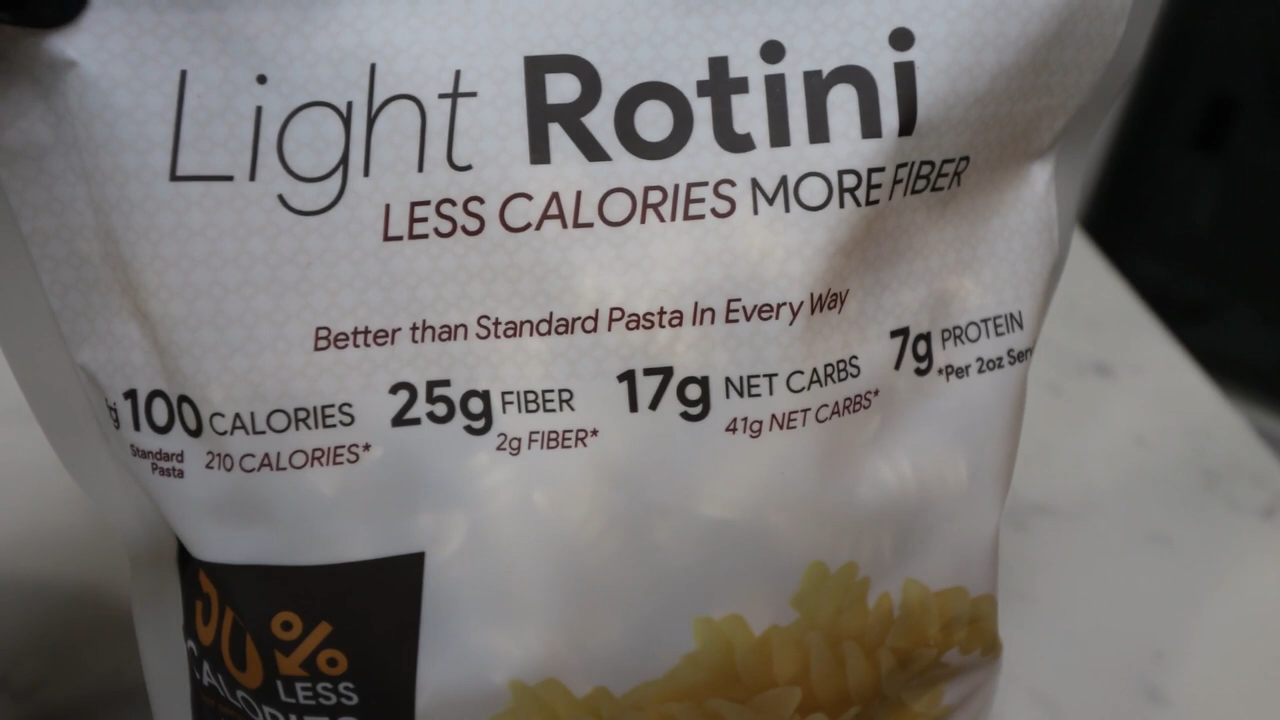 Light Rotini
LESS CALORIES MORE FIBER
Better than Standard Pasta In Every Way
100 CALORIES 25g FIBER 17g NET CARBS 7g PROTEIN
Standard Pasta 210 CALORIES* 2g FIBER* 41g NET CARBS* *Per 2oz
% LESS
CALORIES